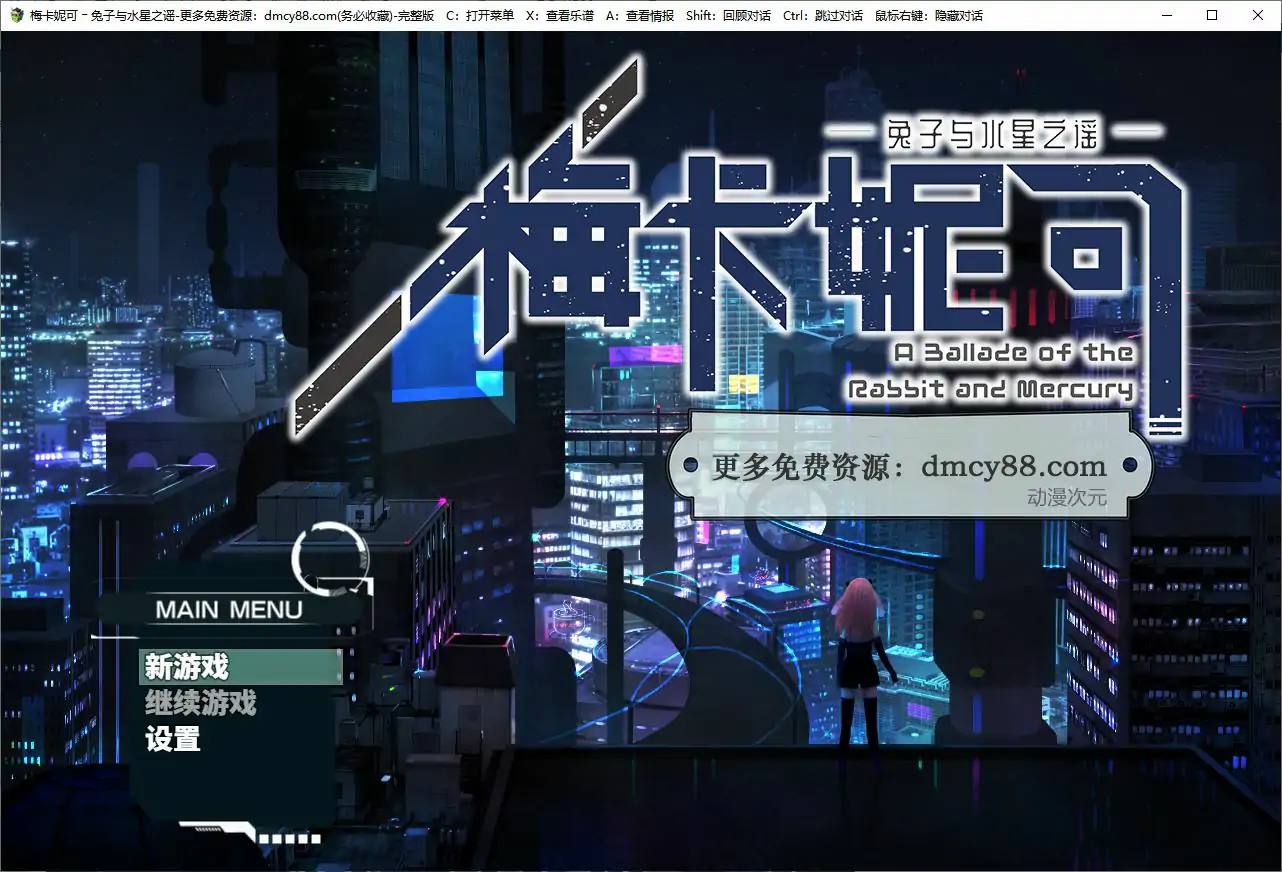 梅卡妮可 - 兔子与水星之谣-更多免费资源：dmcy88.com(务必收藏)-完整版 C：打开菜单 X：查看乐谱 A：查看情报 Shift：回顾对话 Ctrl：跳过对话 鼠标右键：隐藏对话
兔子与水星之谣
梅卡妮可
A Ballade of the
Rabbit and Mercury
更多免费资源：dmcy88.com
动漫次元
MAIN MENU
新游戏
继续游戏
设置